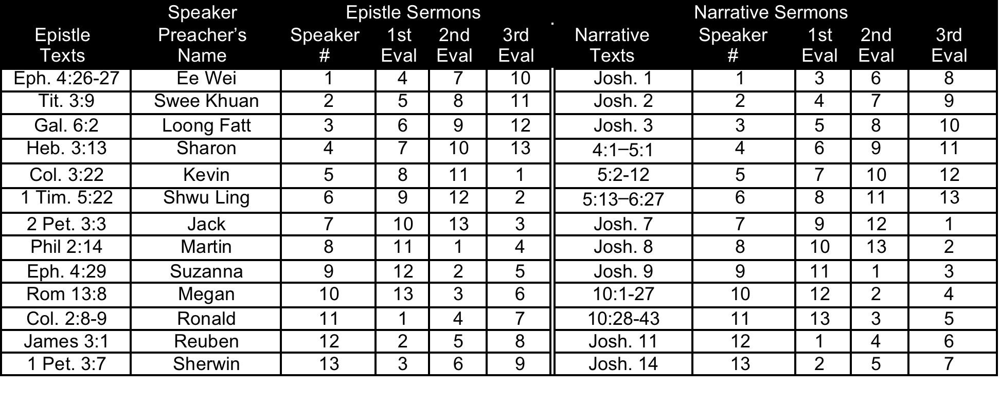 Speaker Epistle Sermons . Narrative Sermons
Epistle Preacher’s Speaker 1st 2nd 3rd Narrative Speaker 1st 2nd 3rd
Texts Name # Eval Eval Eval Texts # Eval Eval Eval
Eph. 4:26-27 Ee Wei 1 4 7 10 Josh. 1 1 3 6 8
Tit. 3:9 Swee Khuan 2 5 8 11 Josh. 2 2 4 7 9
Gal. 6:2 Loong Fatt 3 6 9 12 Josh. 3 3 5 8 10
Heb. 3:13 Sharon 4 7 10 13 4:1–5:1 4 6 9 11
Col. 3:22 Kevin 5 8 11 1 5:2-12 5 7 10 12
1 Tim. 5:22 Shwu Ling 6 9 12 2 5:13–6:27 6 8 11 13
2 Pet. 3:3 Jack 7 10 13 3 Josh. 7 7 9 12 1
Phil 2:14 Martin 8 11 1 4 Josh. 8 8 10 13 2
Eph. 4:29 Suzanna 9 12 2 5 Josh. 9 9 11 1 3
Rom 13:8 Megan 10 13 3 6 10:1-27 10 12 2 4
Col. 2:8-9 Ronald 11 1 4 7 10:28-43 11 13 3 5
James 3:1 Reuben 12 2 5 8 Josh. 11 12 1 4 6
1 Pet. 3:7 Sherwin 13 3 6 9 Josh. 14 13 2 5 7